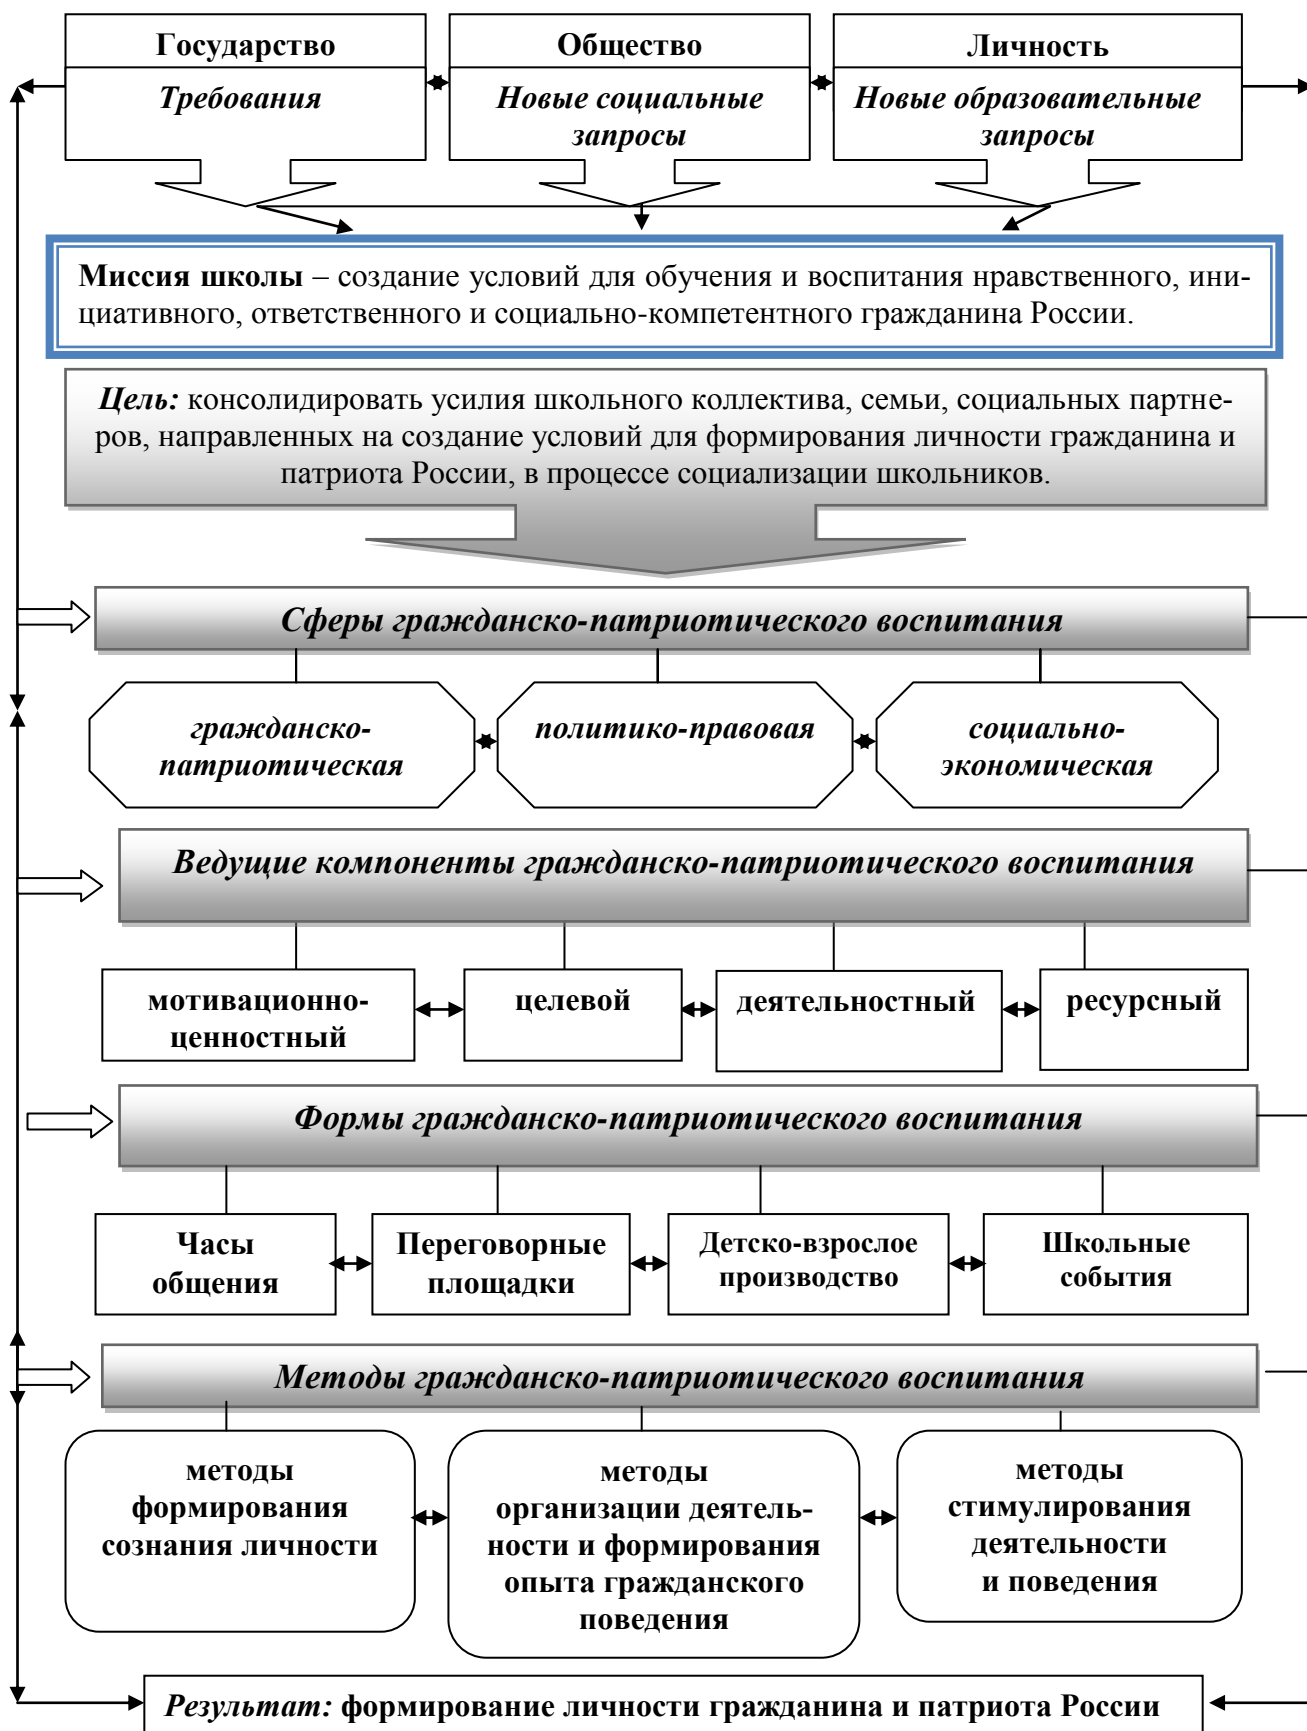 Государство
Общество
Личность
Требования
Новые социальные
запросы
Новые образовательные
запросы
Миссия школы – создание условий для обучения и воспитания нравственного, ини-
циативного, ответственного и социально-компетентного гражданина России.
Цель: консолидировать усилия школьного коллектива, семьи, социальных партне-
ров, направленных на создание условий для формирования личности гражданина и
патриота России, в процессе социализации школьников.
Сферы гражданско-патриотического воспитания
гражданско-
патриотическая
политико-правовая
социально-
экономическая
Ведущие компоненты гражданско-патриотического воспитания
мотивационно-
ценностный
целевой
деятельностный
ресурсный
Формы гражданско-патриотического воспитания
Часы
общения
Переговорные
площадки
Детско-взрослое
производство
Школьные
события
Методы гражданско-патриотического воспитания
методы
формирования
сознания личности
методы
организации деятель-
ности и формирования
опыта гражданского
поведения
методы
стимулирования
деятельности
и поведения
Результат: формирование личности гражданина и патриота России